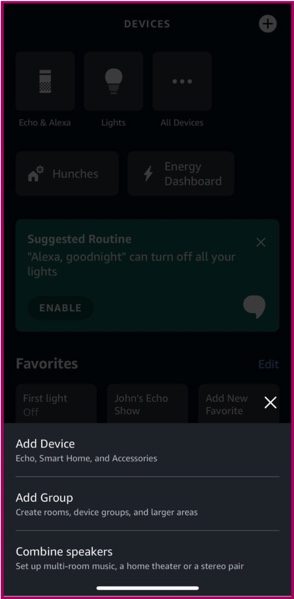 DEVICES
Echo & Alexa
Lights
All Devices
Hunches
Energy
Dashboard
Suggested Routine
"Alexa, goodnight" can turn off all your
lights
ENABLE
Favorites
Edit
First light
Off
John's Echo
Show
Add New
Favorite
Add Device
Echo, Smart Home, and Accessories
Add Group
Create rooms, device groups, and larger areas
Combine speakers
Set up multi-room music, a home theater or a stereo pair